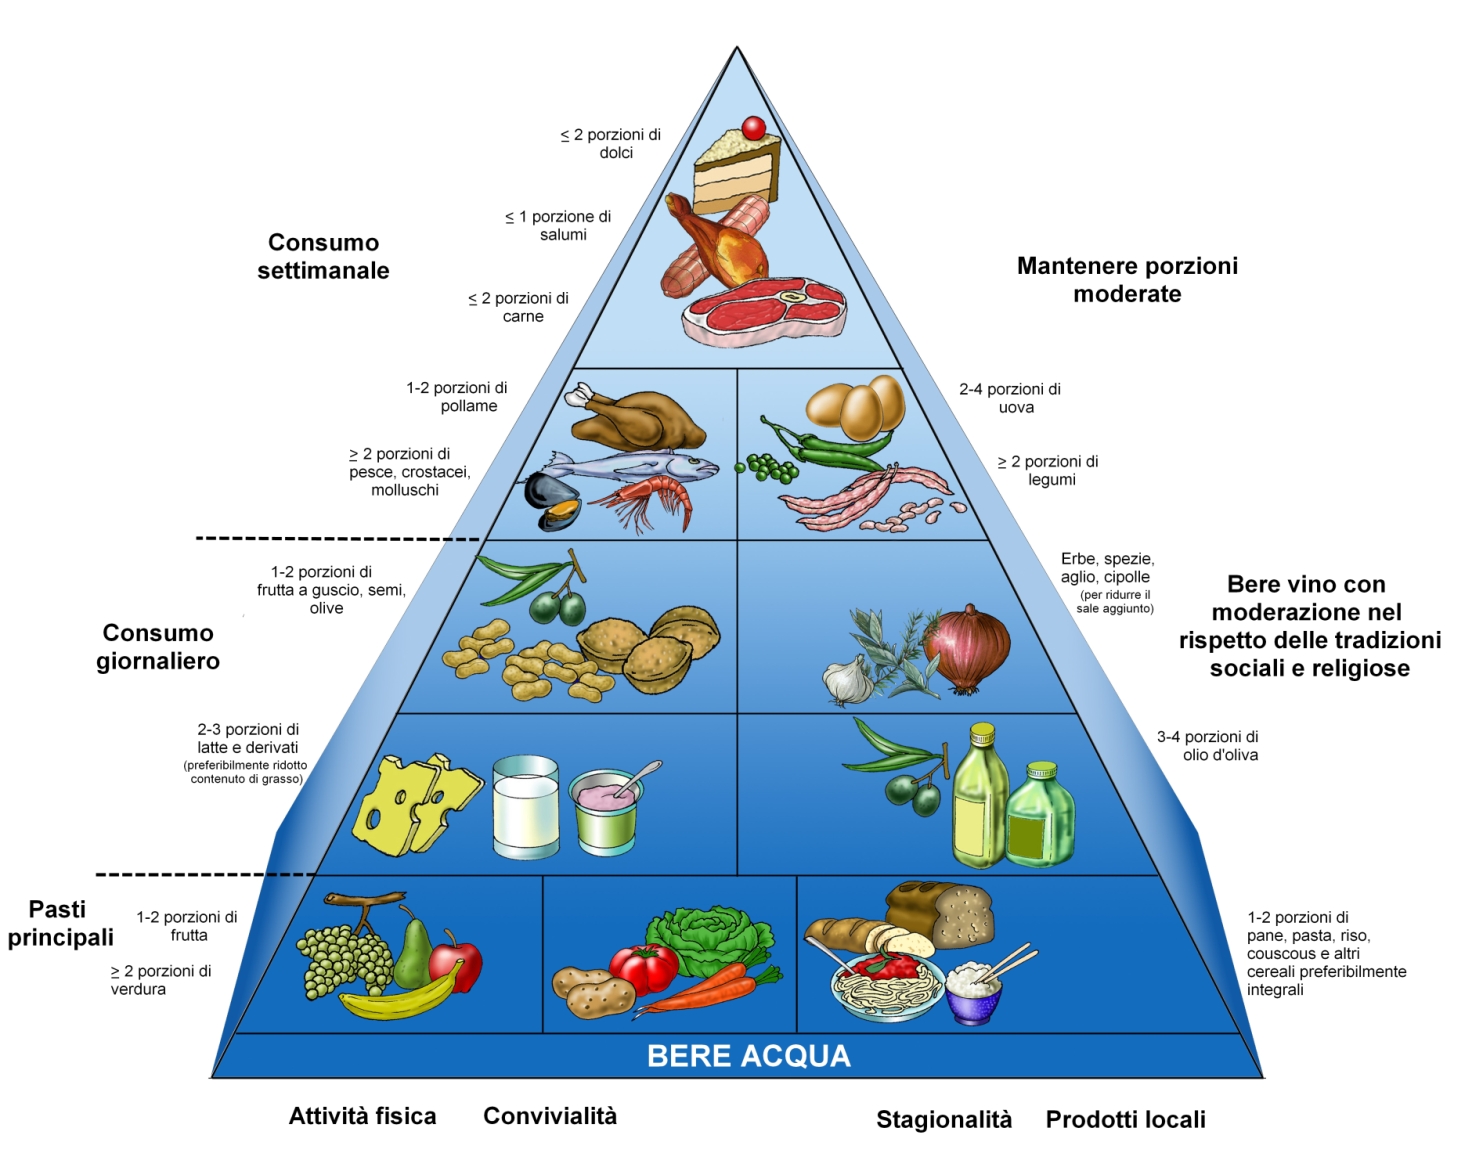 ≤ 2 porzioni di
dolci
≤ 1 porzione di
salumi
Consumo
settimanale
≤ 2 porzioni di
carne
Mantenere porzioni
moderate
1-2 porzioni di
pollame
2-4 porzioni di
uova
≥ 2 porzioni di
pesce, crostacei,
molluschi
≥ 2 porzioni di
legumi
1-2 porzioni di
frutta a guscio, semi,
olive
Erbe, spezie,
aglio, cipolle
(per ridurre il
sale aggiunto)
Consumo
giornaliero
Bere vino con
moderazione nel
rispetto delle tradizioni
sociali e religiose
2-3 porzioni di
latte e derivati
(preferibilmente ridotto
contenuto di grasso)
3-4 porzioni di
olio d'oliva
Pasti
principali
1-2 porzioni di
frutta
≥ 2 porzioni di
verdura
1-2 porzioni di
pane, pasta, riso,
couscous e altri
cereali preferibilmente
integrali
BERE ACQUA
Attività fisica
Convivialità
Stagionalità
Prodotti locali